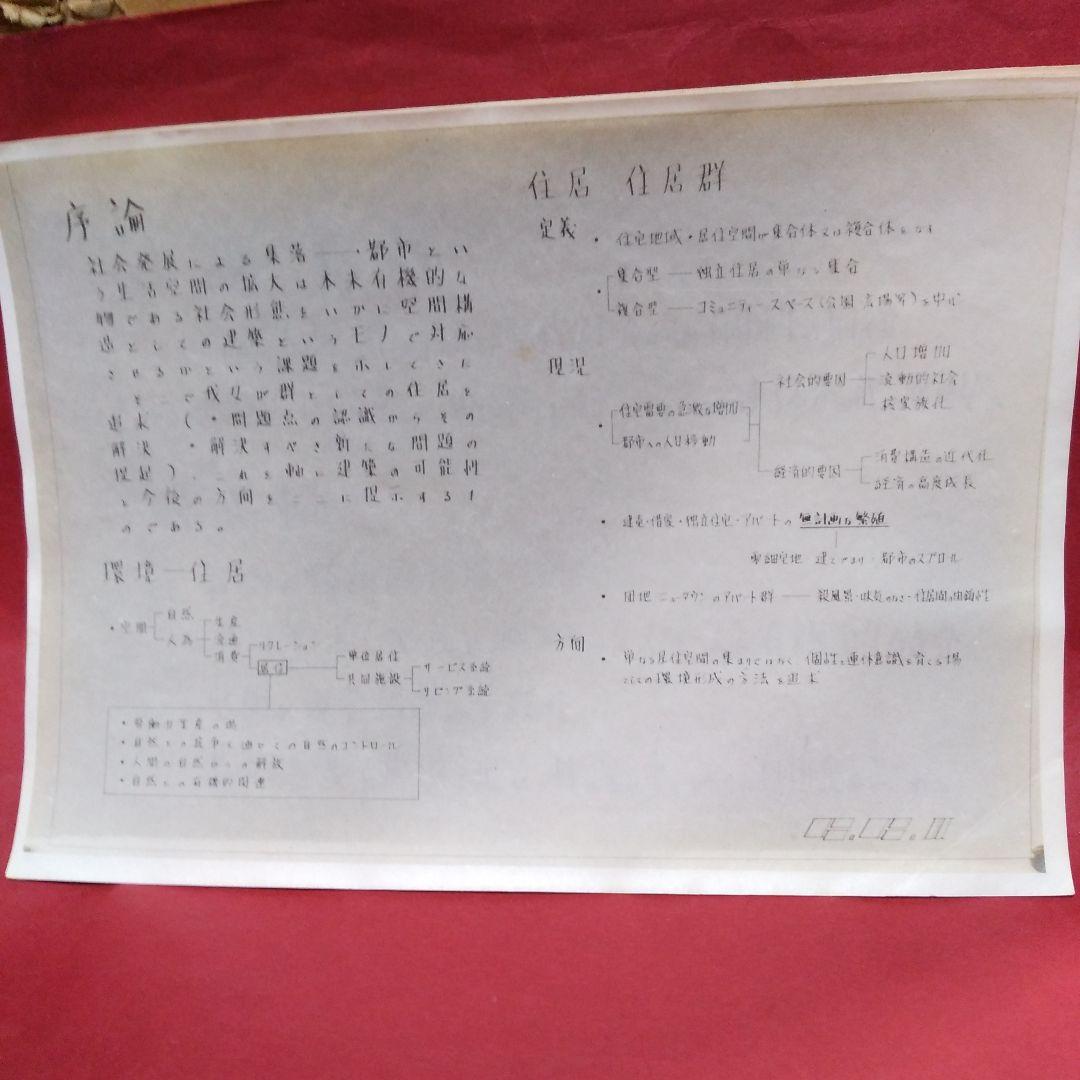 序論
社会発展による集落――・都市とい
う生活空間の拡大は本来有機的な
物である社会形態をいかに空間構
造としての建築というモノで対応
させるかという課題を示してきた
そこで我々が群としての住居を
追求（・問題点の認識からその
解決・解決すべき新たな問題の
提起）、これを軸に建築の可能性
と今後の方向をここに提示するも
のである。
環境―住居
・空間 自然
人為 生産
交通
消費 リクレーション
居住 単位居住
共同施設 サービス系統
リビング系統
・労働力生産の場
・自然との抗争を通じての自然のコントロール
・人間の自然からの解放
・自然との有機的関連
住居 住居群
定義 ・住宅地域・居住空間が集合体又は複合体をなす
・集合型――独立住居の単なる集合
複合型――コミュニティースペース(公園 広場等)を中心
現況
・住宅需要の急激な増加
都市への人口移動
社会的要因 人口増加
流動的社会
核家族化
経済的要因 消費構造の近代化
経済の高度成長
・建売・借家・独立住宅・アパートの無計画な繁殖
零細宅地 建てづまり・都市のスプロール
・団地 ニュータウンのアパート群――殺風景・味気のなさ・住居間の閉鎖性
方向 ・単なる居住空間の集まりではなく、個性と連体意識を育てる場
としての環境形成の方法を追求